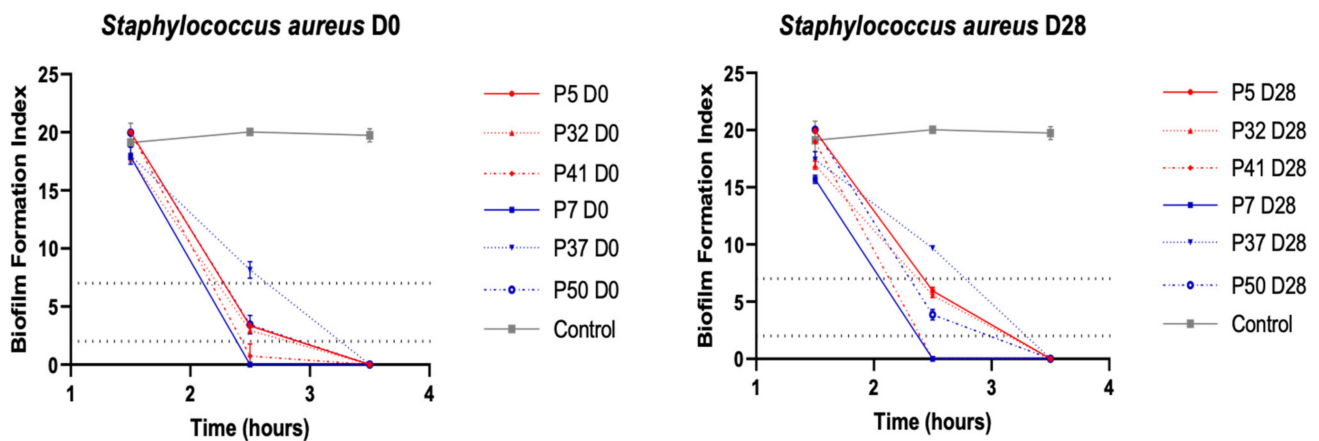 Staphylococcus aureus D0
Biofilm Formation Index
25
20
15
10
5
0
1
2
3
4
Time (hours)
P5 D0
P32 D0
P41 D0
P7 D0
P37 D0
P50 D0
Control
Staphylococcus aureus D28
Biofilm Formation Index
25
20
15
10
5
0
1
2
3
4
Time (hours)
P5 D28
P32 D28
P41 D28
P7 D28
P37 D28
P50 D28
Control